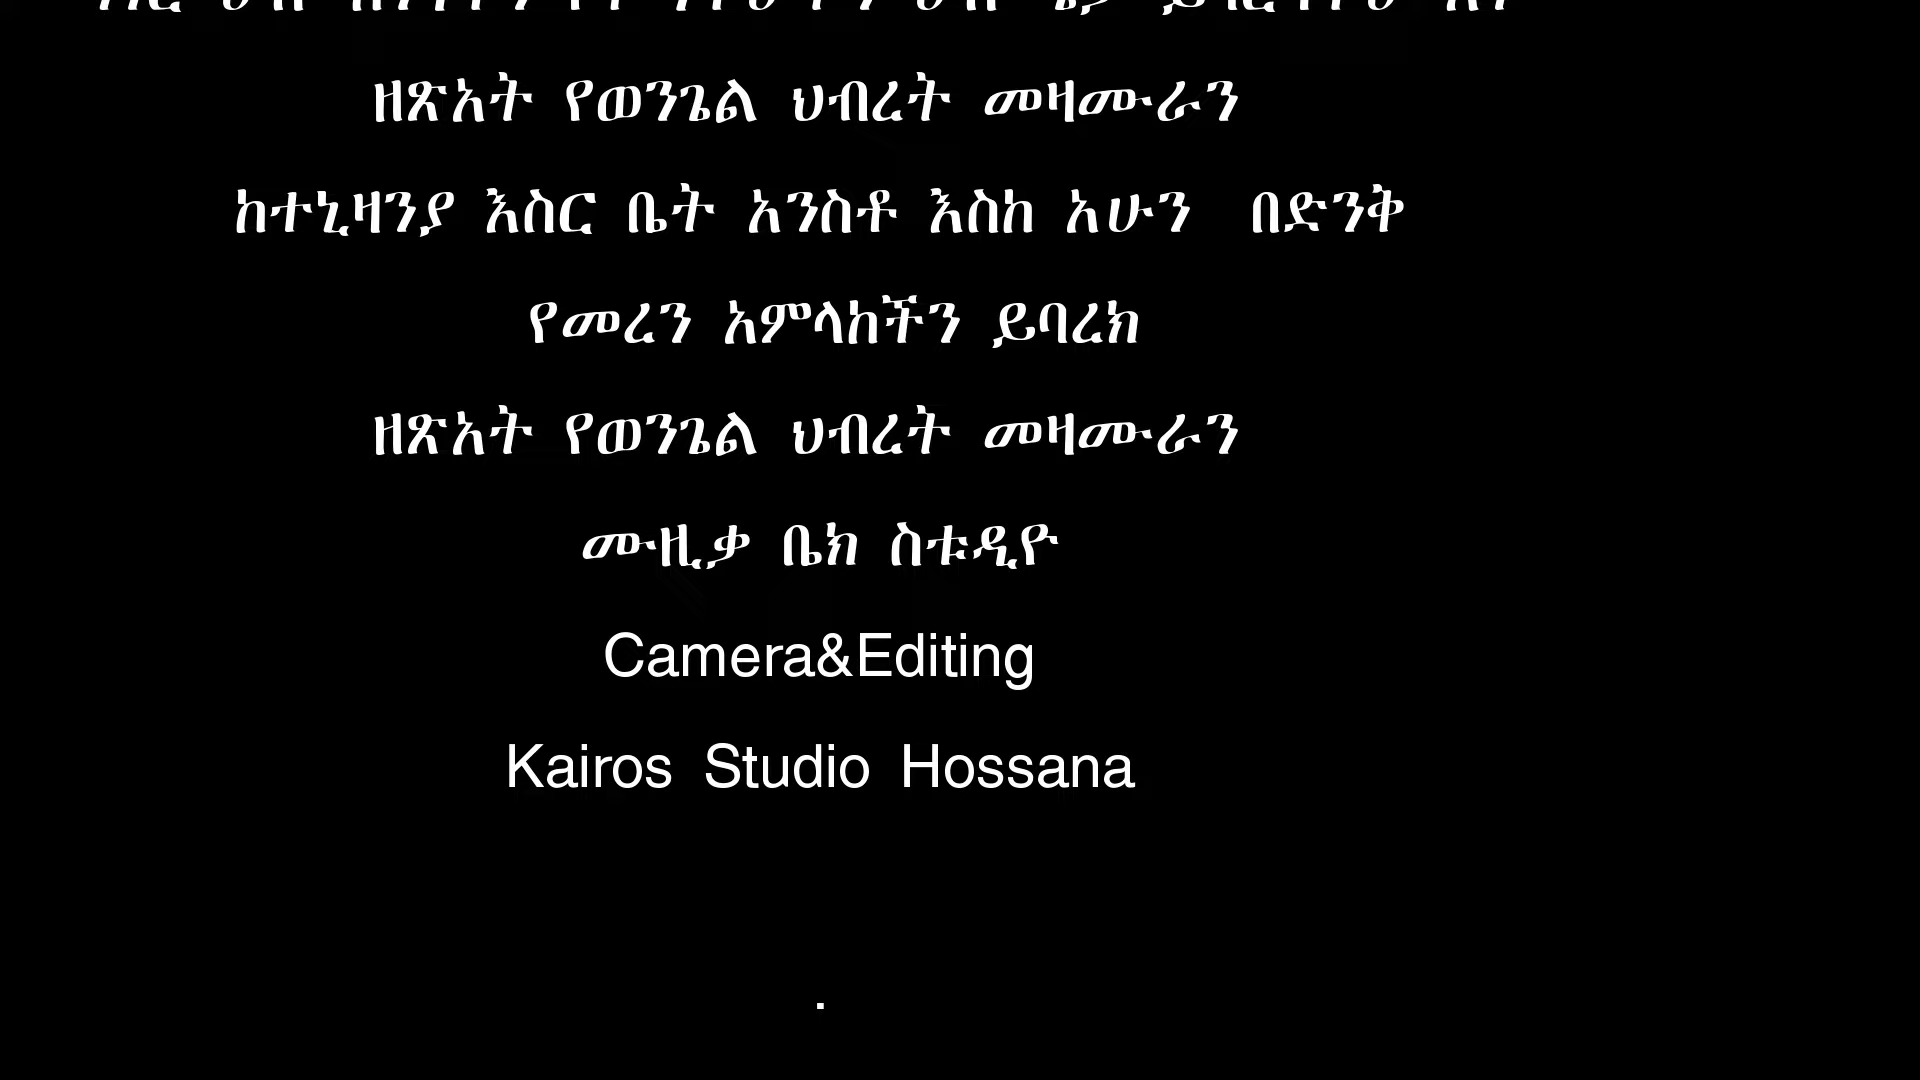 ዘጽአት የወንጌል ህብረት መዛሙራን
ከተኒዛንያ እስር ቤት አንስቶ እስከ አሁን በድንቅ
የመረን አምላከችን ይባረክ
ዘጽአት የወንጌል ህብረት መዛሙራን
ሙዚቃ ቤክ ስቱዲዮ
Camera&Editing
Kairos Studio Hossana
.